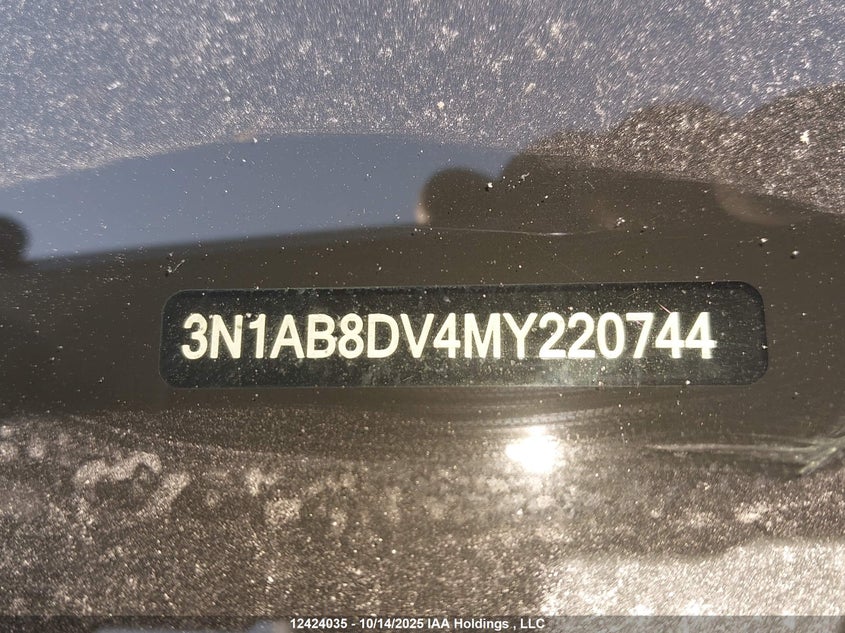 3N1AB8DV4MY220744
12424035 - 10/14/2025 IAA Holdings , LLC